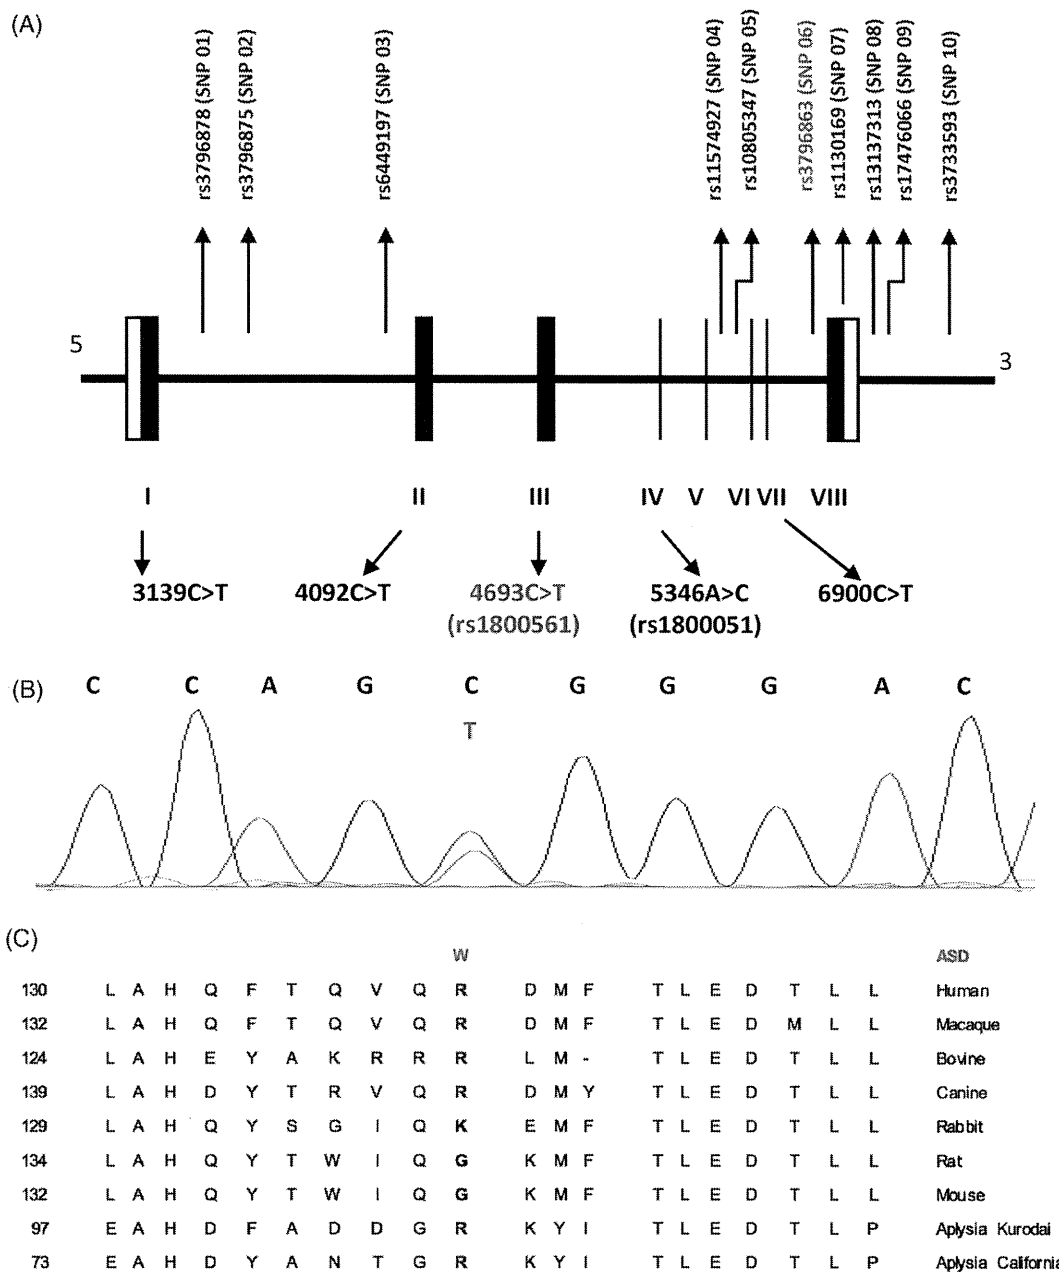 (A)
rs3796878 (SNP 01)
rs3796875 (SNP 02)
rs6449197 (SNP 03)
rs11574927 (SNP 04)
rs10805347 (SNP 05)
rs3796863 (SNP 06)
rs1130169 (SNP 07)
rs13137313 (SNP 08)
rs17476066 (SNP 09)
rs3733593 (SNP 10)
5
3
I II III IV V VI VII VIII
3139C>T 4092C>T 4693C>T 5346A>C 6900C>T
(rs1800561) (rs1800051)
(B)
C C A G C G G G A C
T
(C)
W ASD
130 L A H Q F T Q V Q R D M F T L E D T L L Human
132 L A H Q F T Q V Q R D M F T L E D M L L Macaque
124 L A H E Y A K R R R L M - T L E D T L L Bovine
139 L A H D Y T R V Q R D M Y T L E D T L L Canine
129 L A H Q Y S G I Q K E M F T L E D T L L Rabbit
134 L A H Q Y T W I Q G K M F T L E D T L L Rat
132 L A H Q Y T W I Q G K M F T L E D T L L Mouse
97 E A H D F A D D G R K Y I T L E D T L P Aplysia Kurodai
73 E A H D Y A N T G R K Y I T L E D T L P Aplysia California